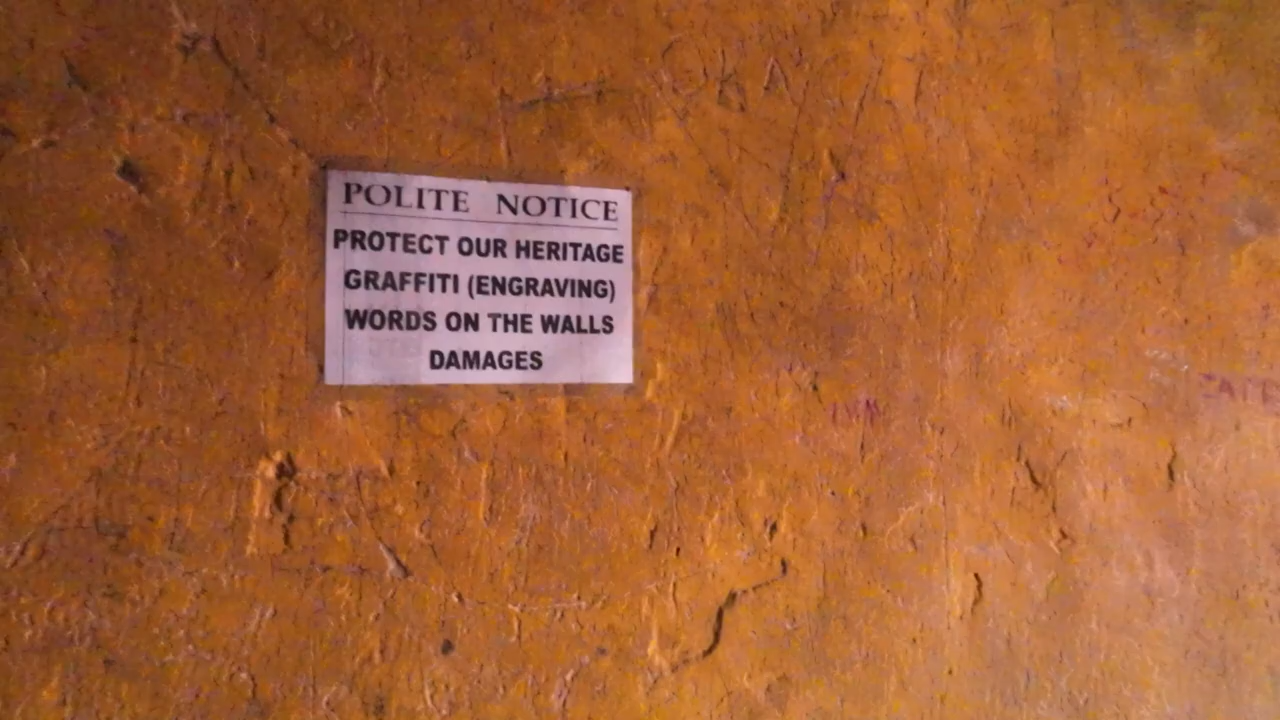 POLITE NOTICE
PROTECT OUR HERITAGE
GRAFFITI (ENGRAVING)
WORDS ON THE WALLS
DAMAGES